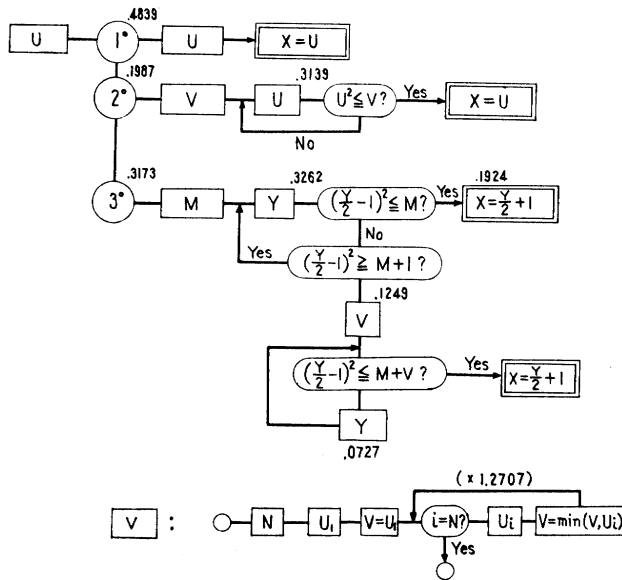 .4839
U 1° U X=U
.1987 .3139
2° V U U²≦V? Yes X=U
No
.3173 .3262 .1924
3° M Y (Y/2-1)²≦M? Yes X=Y/2+1
No
Yes (Y/2-1)²≧M+1?
.1249
V
(Y/2-1)²≦M+V? Yes X=Y/2+1
Y
.0727
(×1.2707)
V : N U₁ V=U₁ i=N? Ui V=min(V,Ui)
Yes